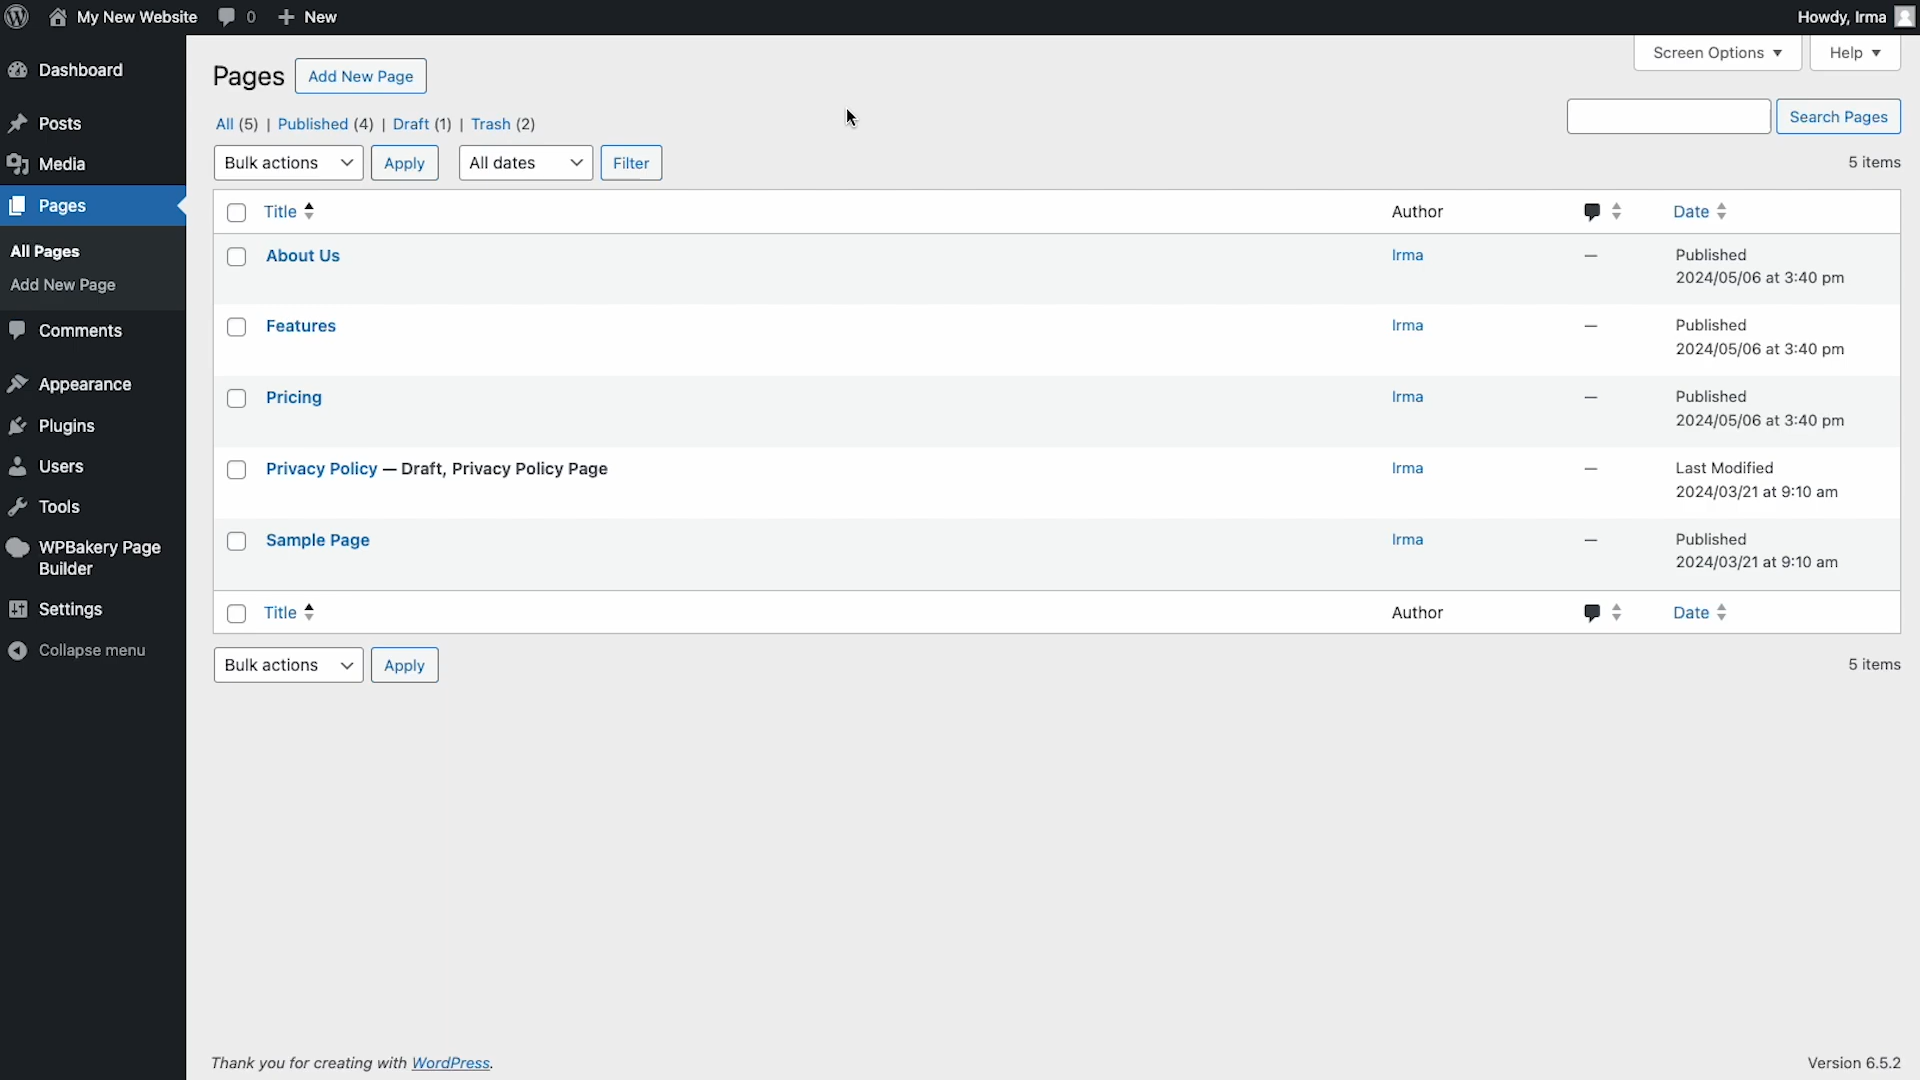 My New Website 0 New Howdy, Irma
Screen Options Help
Dashboard
Posts
Media
Pages
All Pages
Add New Page
Comments
Appearance
Plugins
Users
Tools
WPBakery Page
Builder
Settings
Collapse menu
Pages Add New Page
All (5) | Published (4) | Draft (1) | Trash (2)
Search Pages
Bulk actions Apply All dates Filter 5 items
Title Author Date
About Us Irma — Published
2024/05/06 at 3:40 pm
Features Irma — Published
2024/05/06 at 3:40 pm
Pricing Irma — Published
2024/05/06 at 3:40 pm
Privacy Policy — Draft, Privacy Policy Page Irma — Last Modified
2024/03/21 at 9:10 am
Sample Page Irma — Published
2024/03/21 at 9:10 am
Title Author Date
Bulk actions Apply 5 items
Thank you for creating with WordPress. Version 6.5.2